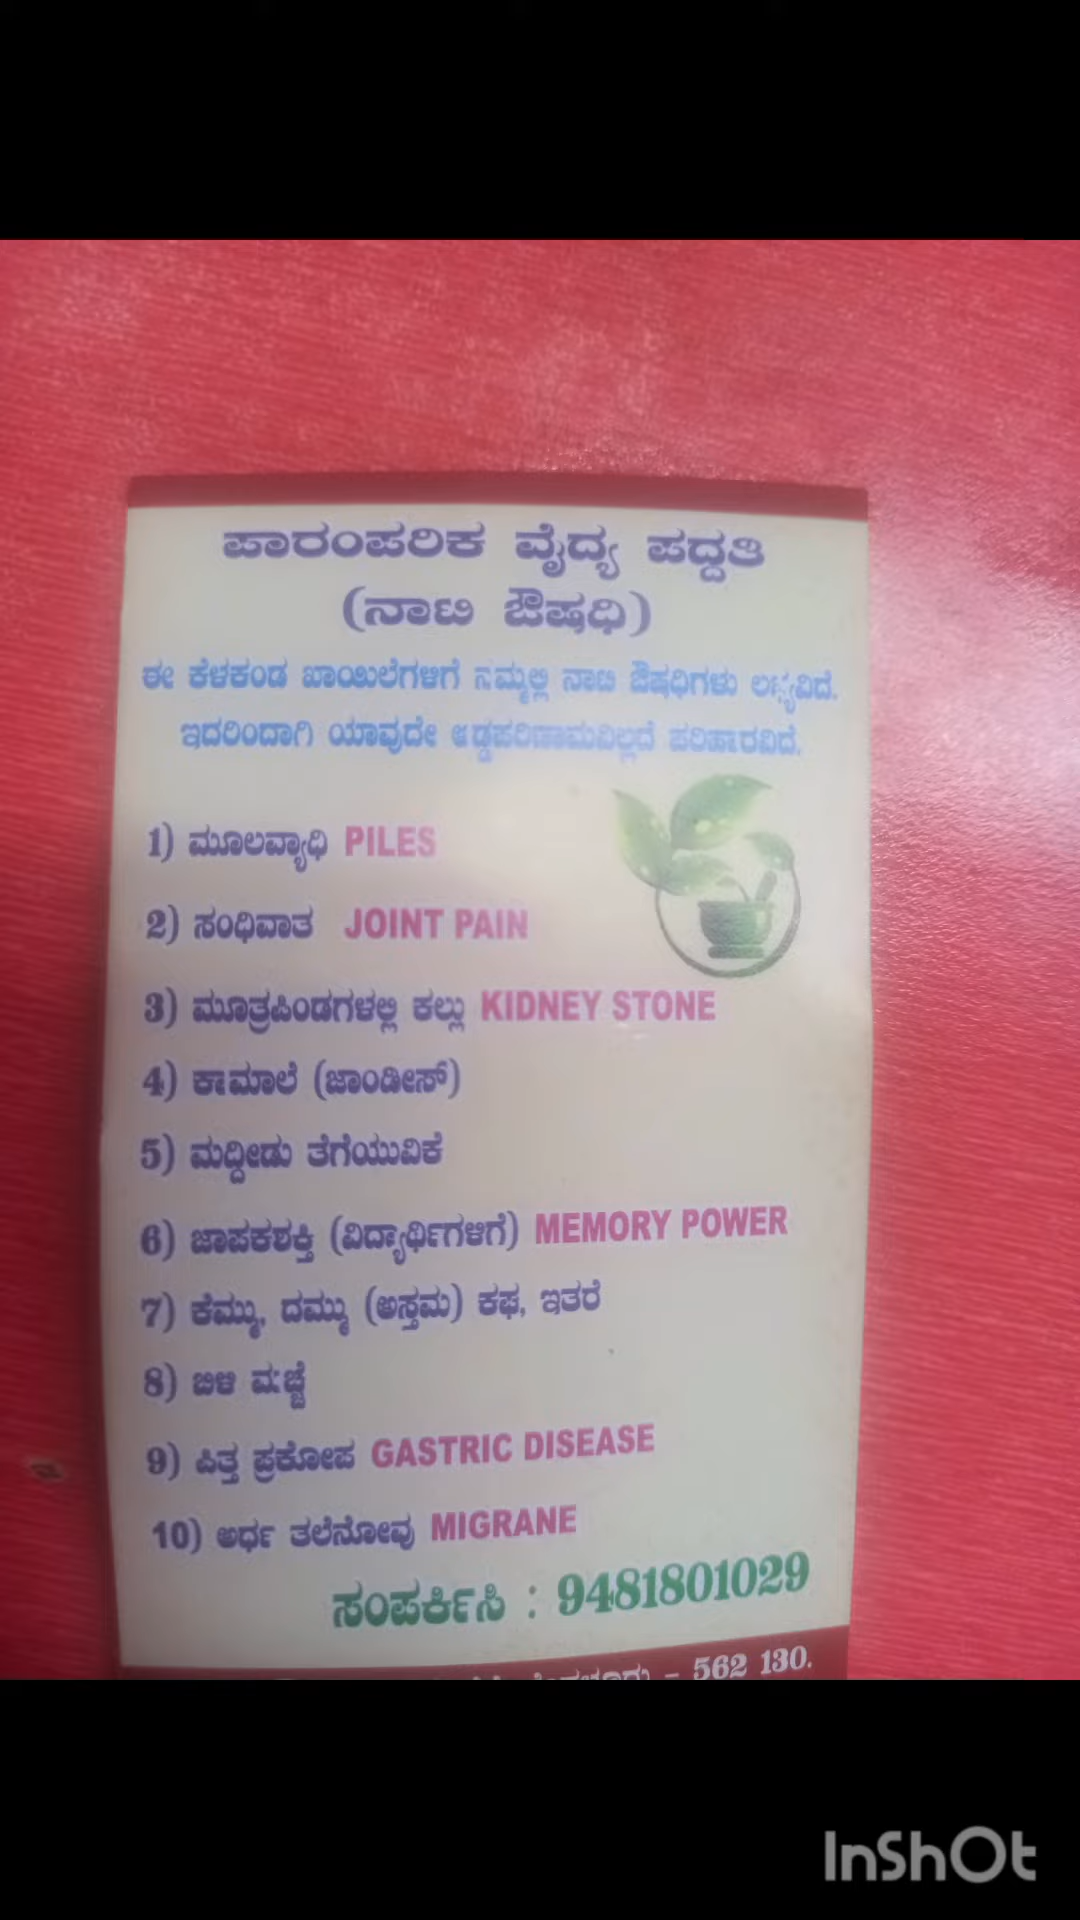 ಪಾರಂಪರಿಕ ವೈದ್ಯ ಪದ್ದತಿ
(ನಾಟಿ ಔಷಧಿ)
ಈ ಕೆಳಕಂಡ ಖಾಯಿಲೆಗಳಿಗೆ ನಮ್ಮಲ್ಲಿ ನಾಟಿ ಔಷಧಿಗಳು ಲಭ್ಯವಿದೆ.
ಇದರಿಂದಾಗಿ ಯಾವುದೇ ಅಡ್ಡಪರಿಣಾಮವಿಲ್ಲದೆ ಪರಿಹಾರವಿದೆ.
1) ಮೂಲವ್ಯಾಧಿ PILES
2) ಸಂಧಿವಾತ JOINT PAIN
3) ಮೂತ್ರಪಿಂಡಗಳಲ್ಲಿ ಕಲ್ಲು KIDNEY STONE
4) ಕಾಮಾಲೆ (ಜಾಂಡೀಸ್)
5) ಮದ್ದೀಡು ತೆಗೆಯುವಿಕೆ
6) ಜಾಪಕಶಕ್ತಿ (ವಿದ್ಯಾರ್ಥಿಗಳಿಗೆ) MEMORY POWER
7) ಕೆಮ್ಮು, ದಮ್ಮು (ಅಸ್ತಮ) ಕಫ, ಇತರೆ
8) ಬಿಳಿ ಮಚ್ಚೆ
9) ಪಿತ್ತ ಪ್ರಕೋಪ GASTRIC DISEASE
10) ಅರ್ಧ ತಲೆನೋವು MIGRANE
ಸಂಪರ್ಕಿಸಿ : 9481801029
– 562 130.
InShOt